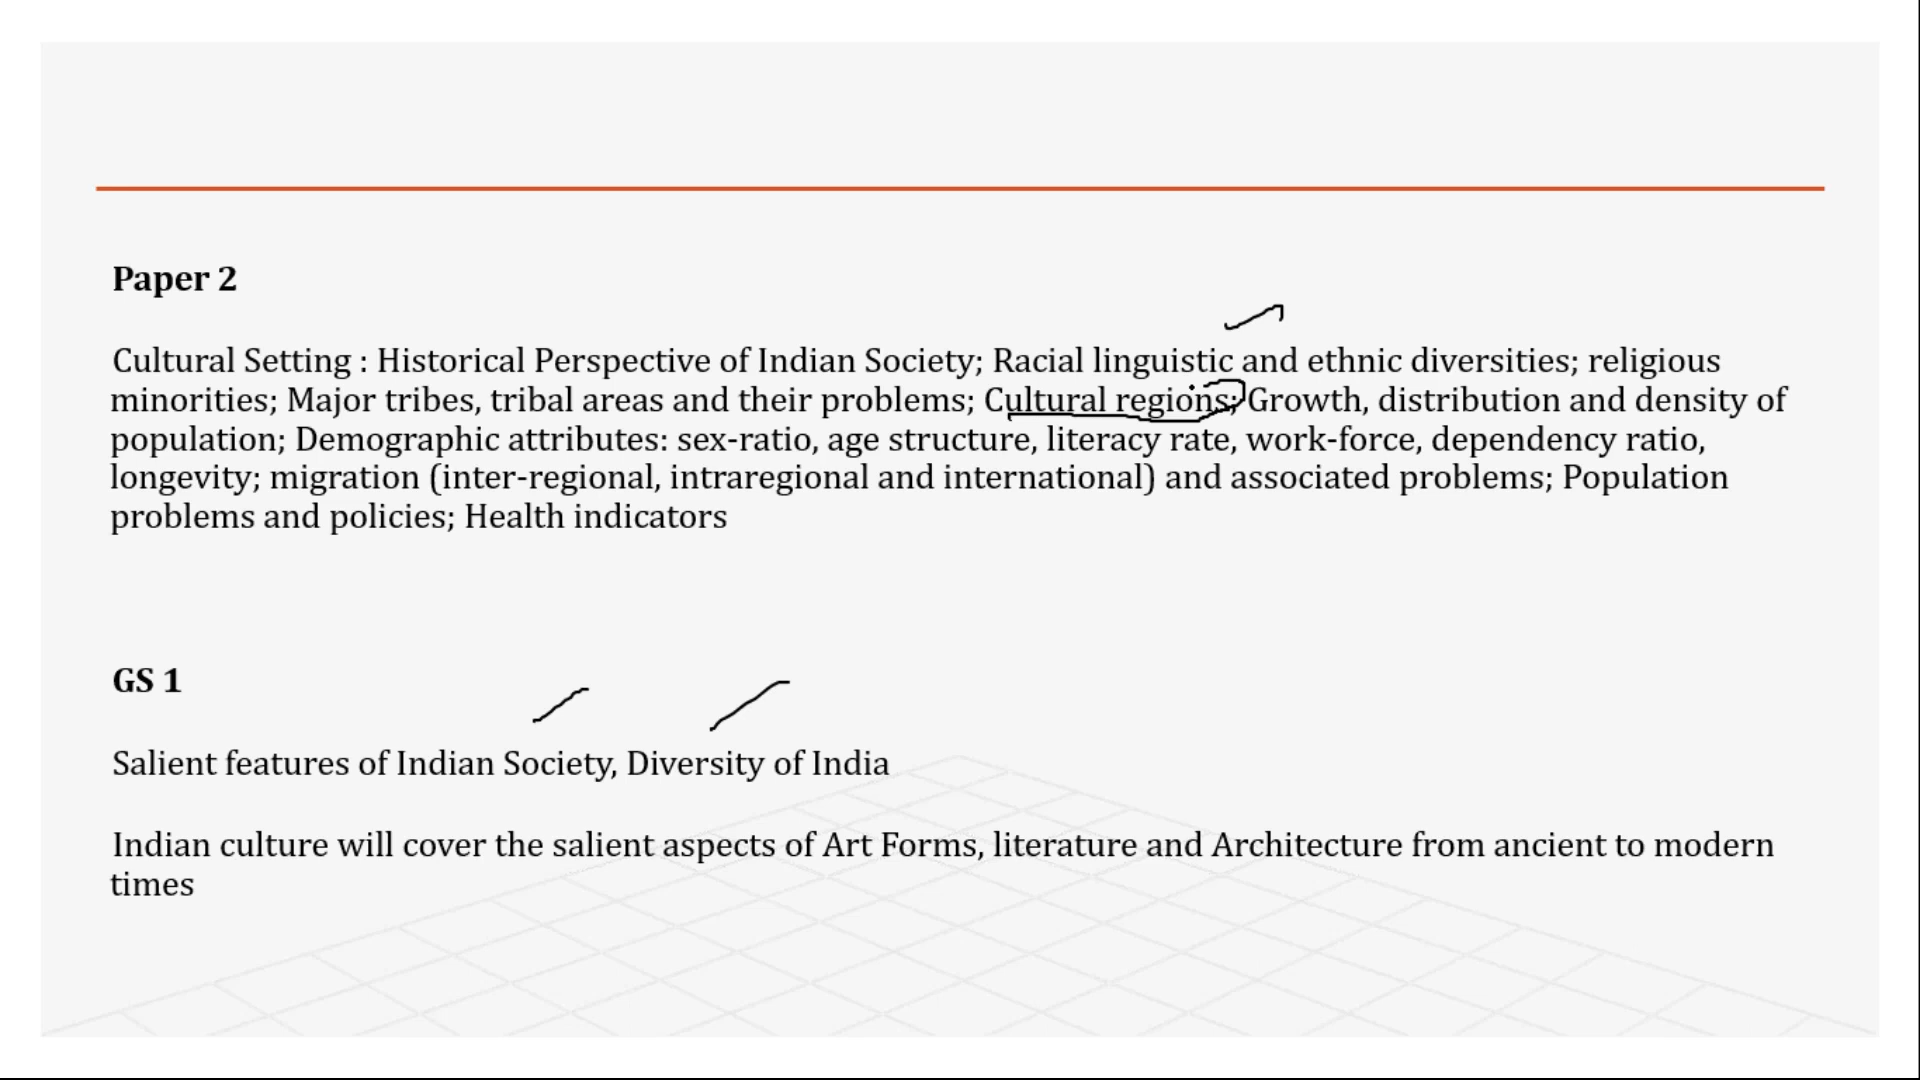 Paper 2
Cultural Setting : Historical Perspective of Indian Society; Racial linguistic and ethnic diversities; religious
minorities; Major tribes, tribal areas and their problems; Cultural regions; Growth, distribution and density of
population; Demographic attributes: sex-ratio, age structure, literacy rate, work-force, dependency ratio,
longevity; migration (inter-regional, intraregional and international) and associated problems; Population
problems and policies; Health indicators
GS 1
Salient features of Indian Society, Diversity of India
Indian culture will cover the salient aspects of Art Forms, literature and Architecture from ancient to modern
times